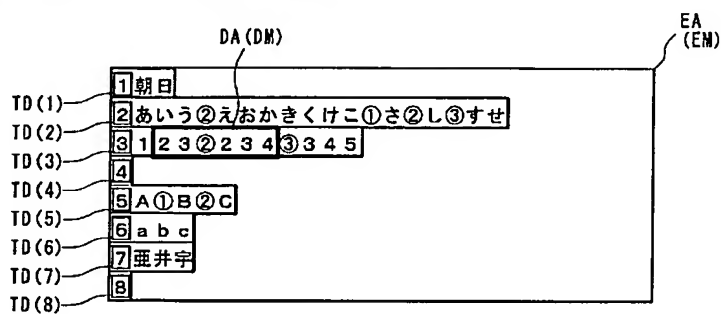 DA(DM)
EA
(EM)
TD(1) 1 朝日
TD(2) 2 あいう②えおかきくけこ①さ②し③すせ
TD(3) 3 1 2 3 ② 2 3 4 ③ 3 4 5
TD(4) 4
TD(5) 5 A①B②C
TD(6) 6 a b c
TD(7) 7 亜井宇
TD(8) 8